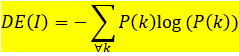 DE(I) = − ∑ P(k)log (P(k))
∀k